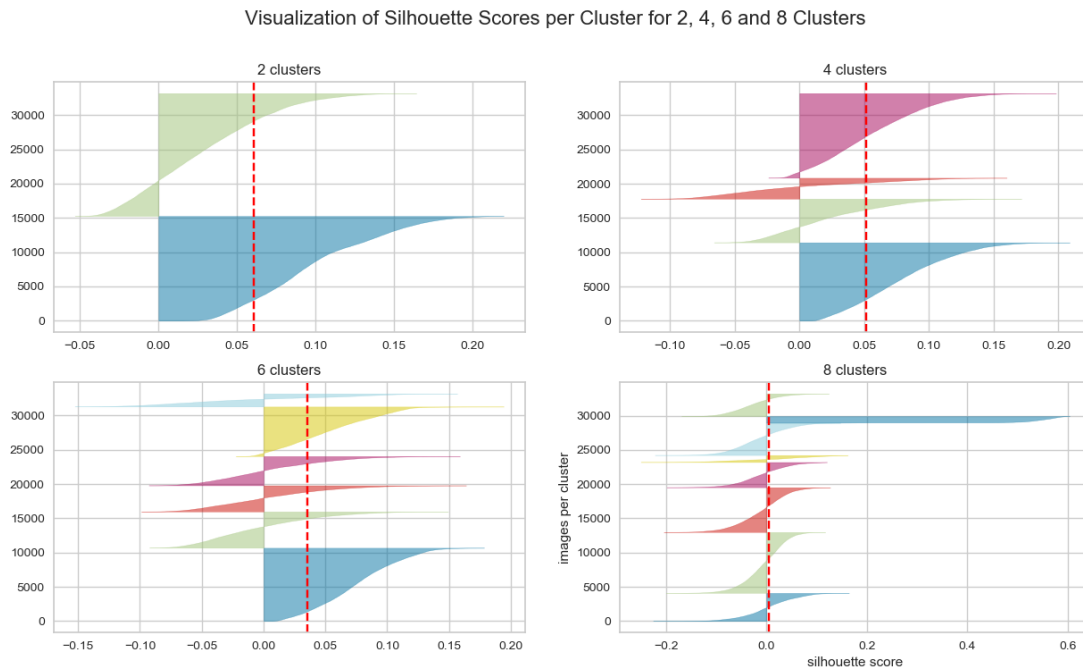 Visualization of Silhouette Scores per Cluster for 2, 4, 6 and 8 Clusters
2 clusters
30000
25000
20000
15000
10000
5000
0
−0.05 0.00 0.05 0.10 0.15 0.20
4 clusters
30000
25000
20000
15000
10000
5000
0
−0.10 −0.05 0.00 0.05 0.10 0.15 0.20
6 clusters
30000
25000
20000
15000
10000
5000
0
−0.15 −0.10 −0.05 0.00 0.05 0.10 0.15 0.20
8 clusters
images per cluster
30000
25000
20000
15000
10000
5000
0
−0.2 0.0 0.2 0.4 0.6
silhouette score